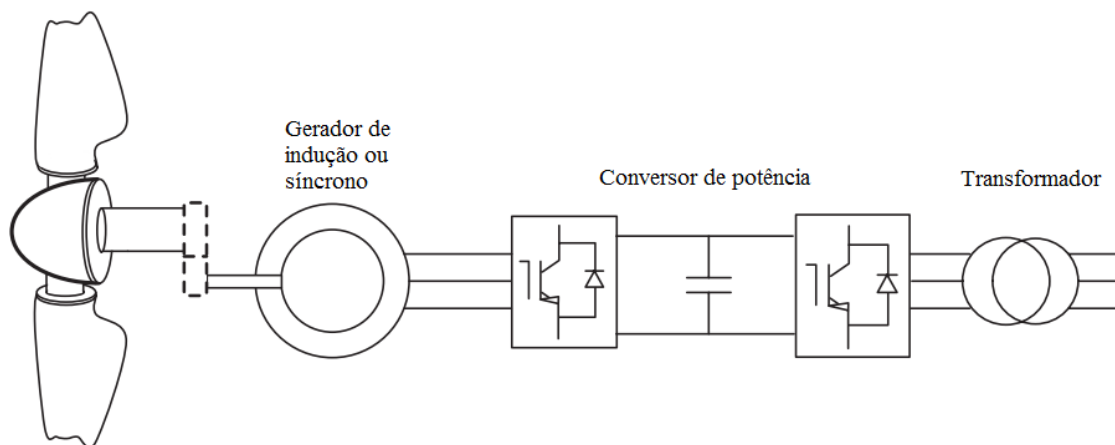 Gerador de
indução ou
síncrono
Conversor de potência
Transformador